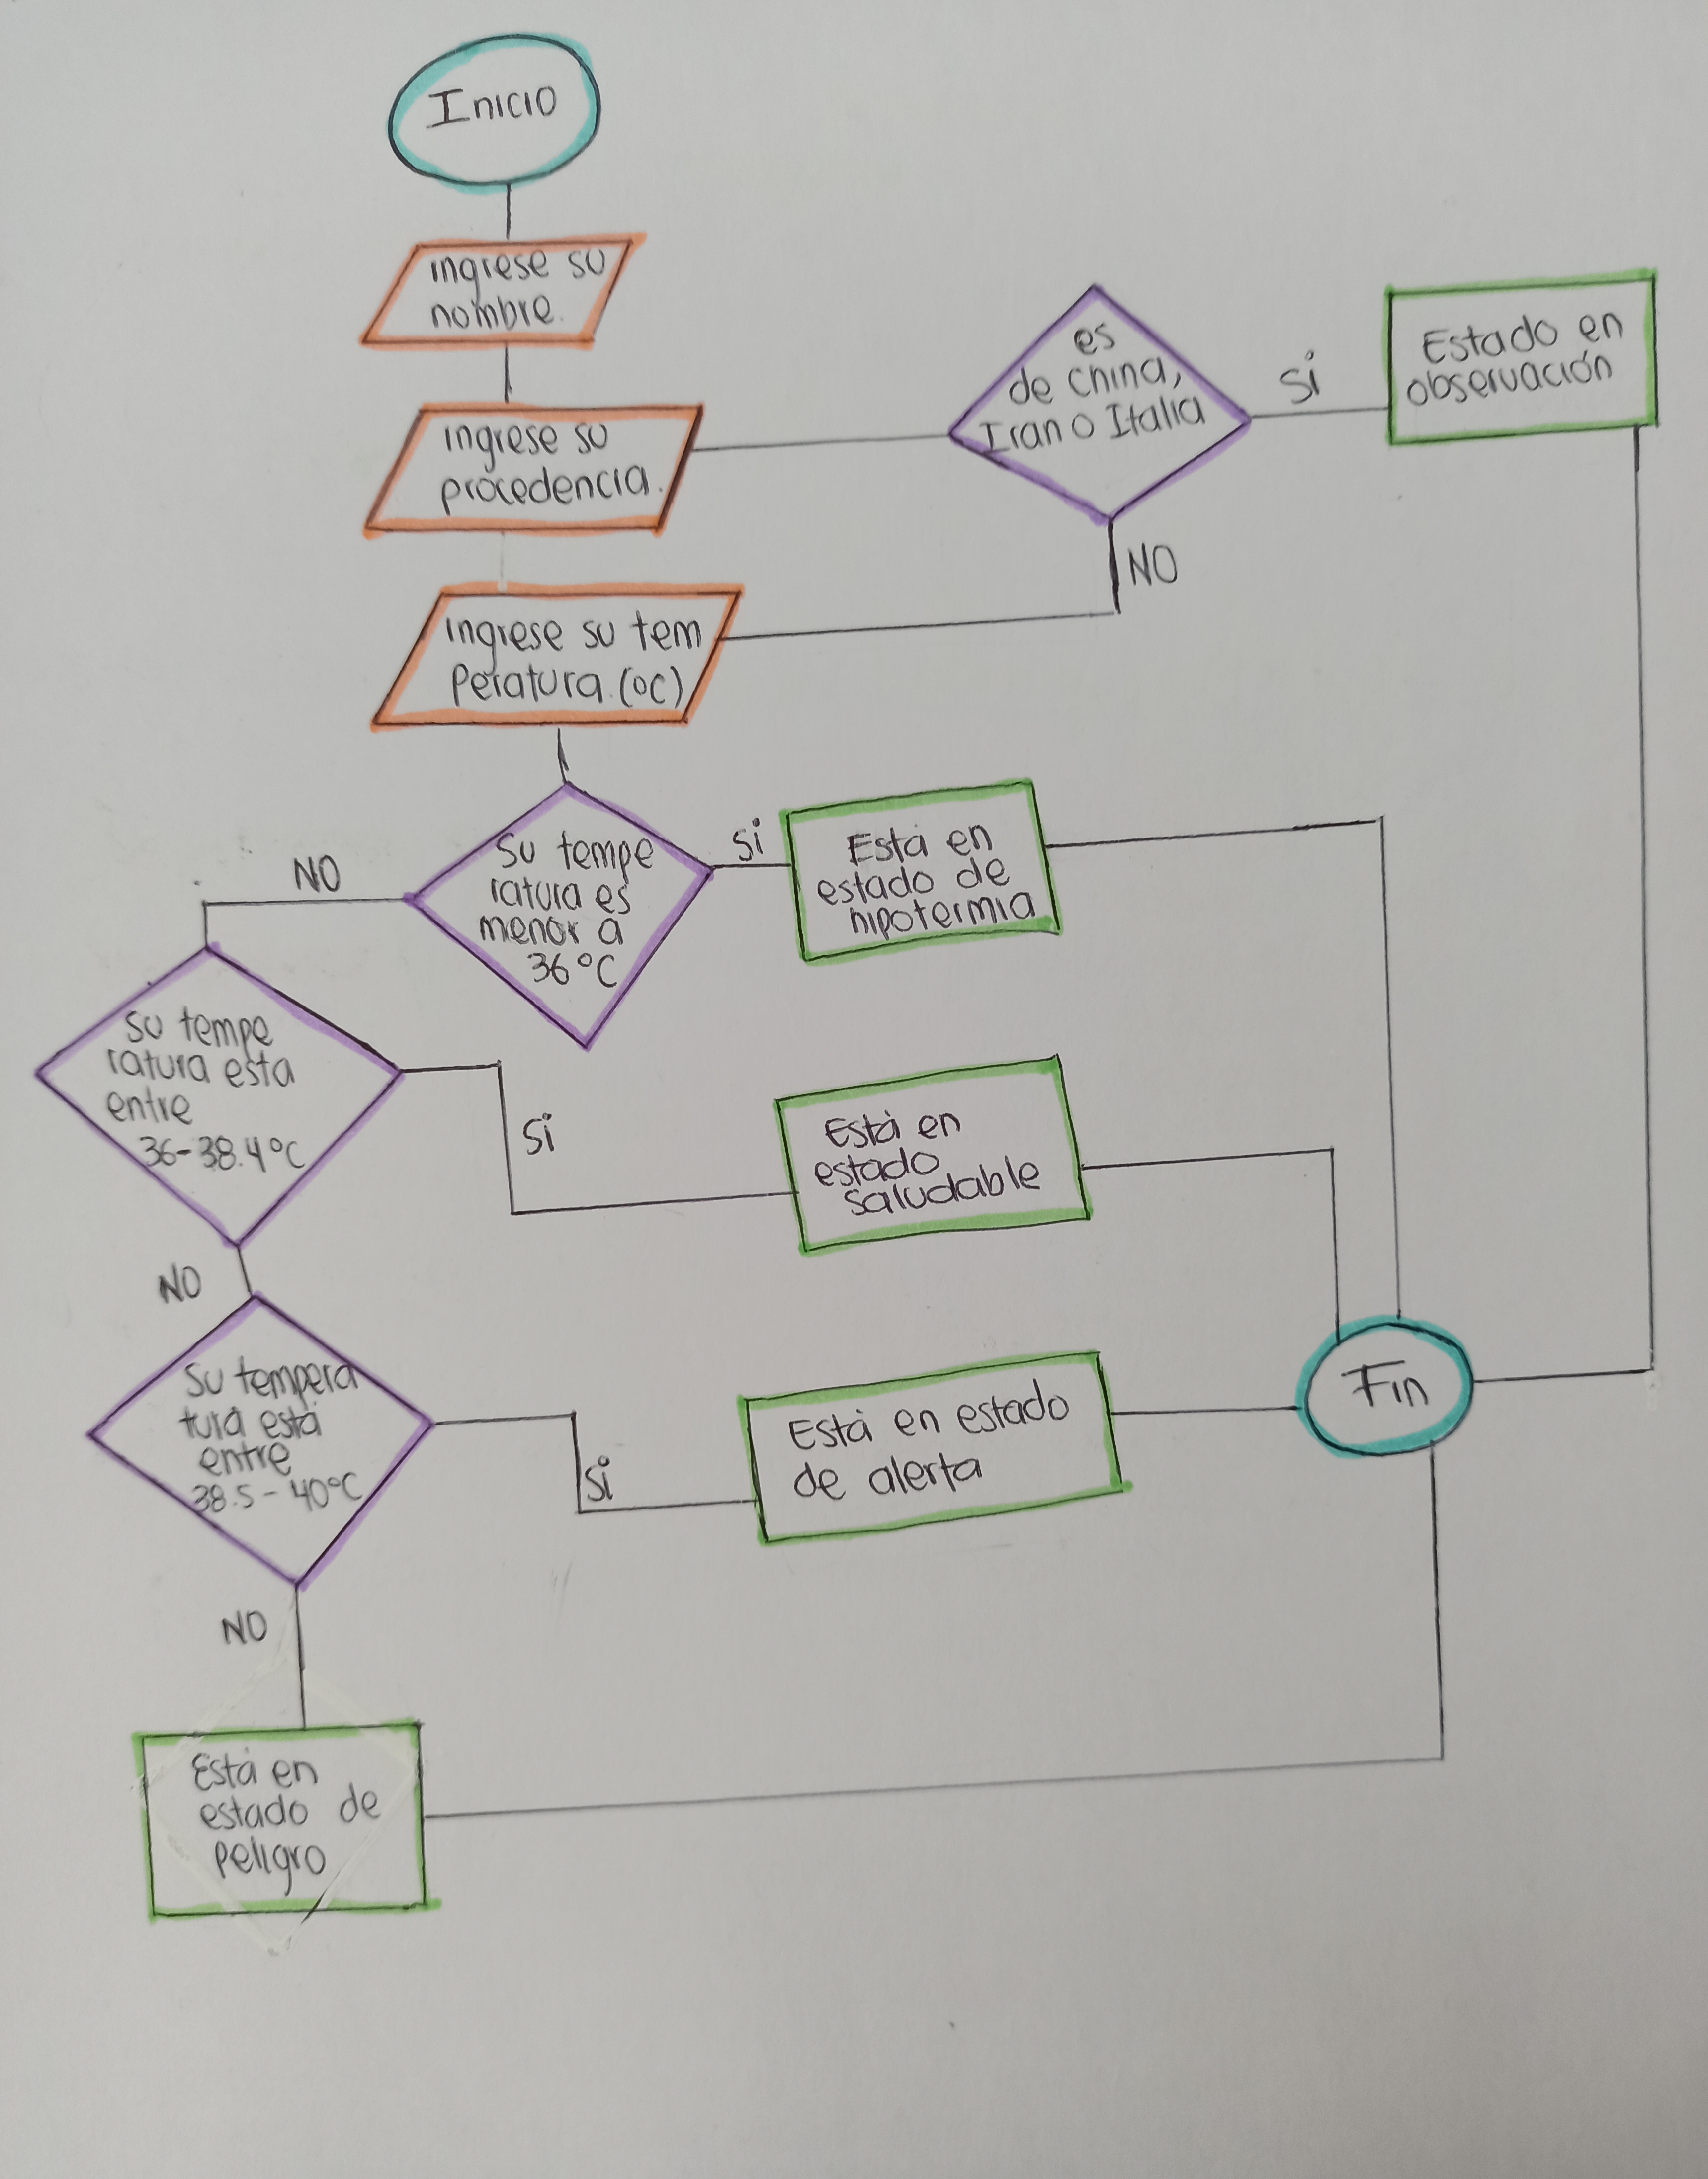 Inicio
ingrese su
nombre.
ingrese su
procedencia.
es
de china,
Iran o Italia
Si
Estado en
observación
NO
ingrese su tem
peratura.(ºC)
Su tempe
ratura es
menor a
36°C
Si
Está en
estado de
hipotermia
NO
Su tempe
ratura esta
entre
36-38.4°C
Si
Está en
estado
saludable
NO
Su tempera
tura está
entre
38.5-40°C
Si
Está en estado
de alerta
Fin
NO
Está en
estado de
peligro